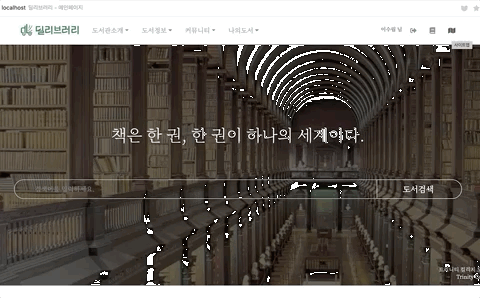 localhost 딜리브러리 - 메인페이지
딜리브러리 도서관소개 도서정보 커뮤니티 나의도서 이수림 님
사이트맵
책은 한 권, 한 권이 하나의 세계이다.
검색어를 입력하세요. 도서검색
트리니티 칼리지
Trinity